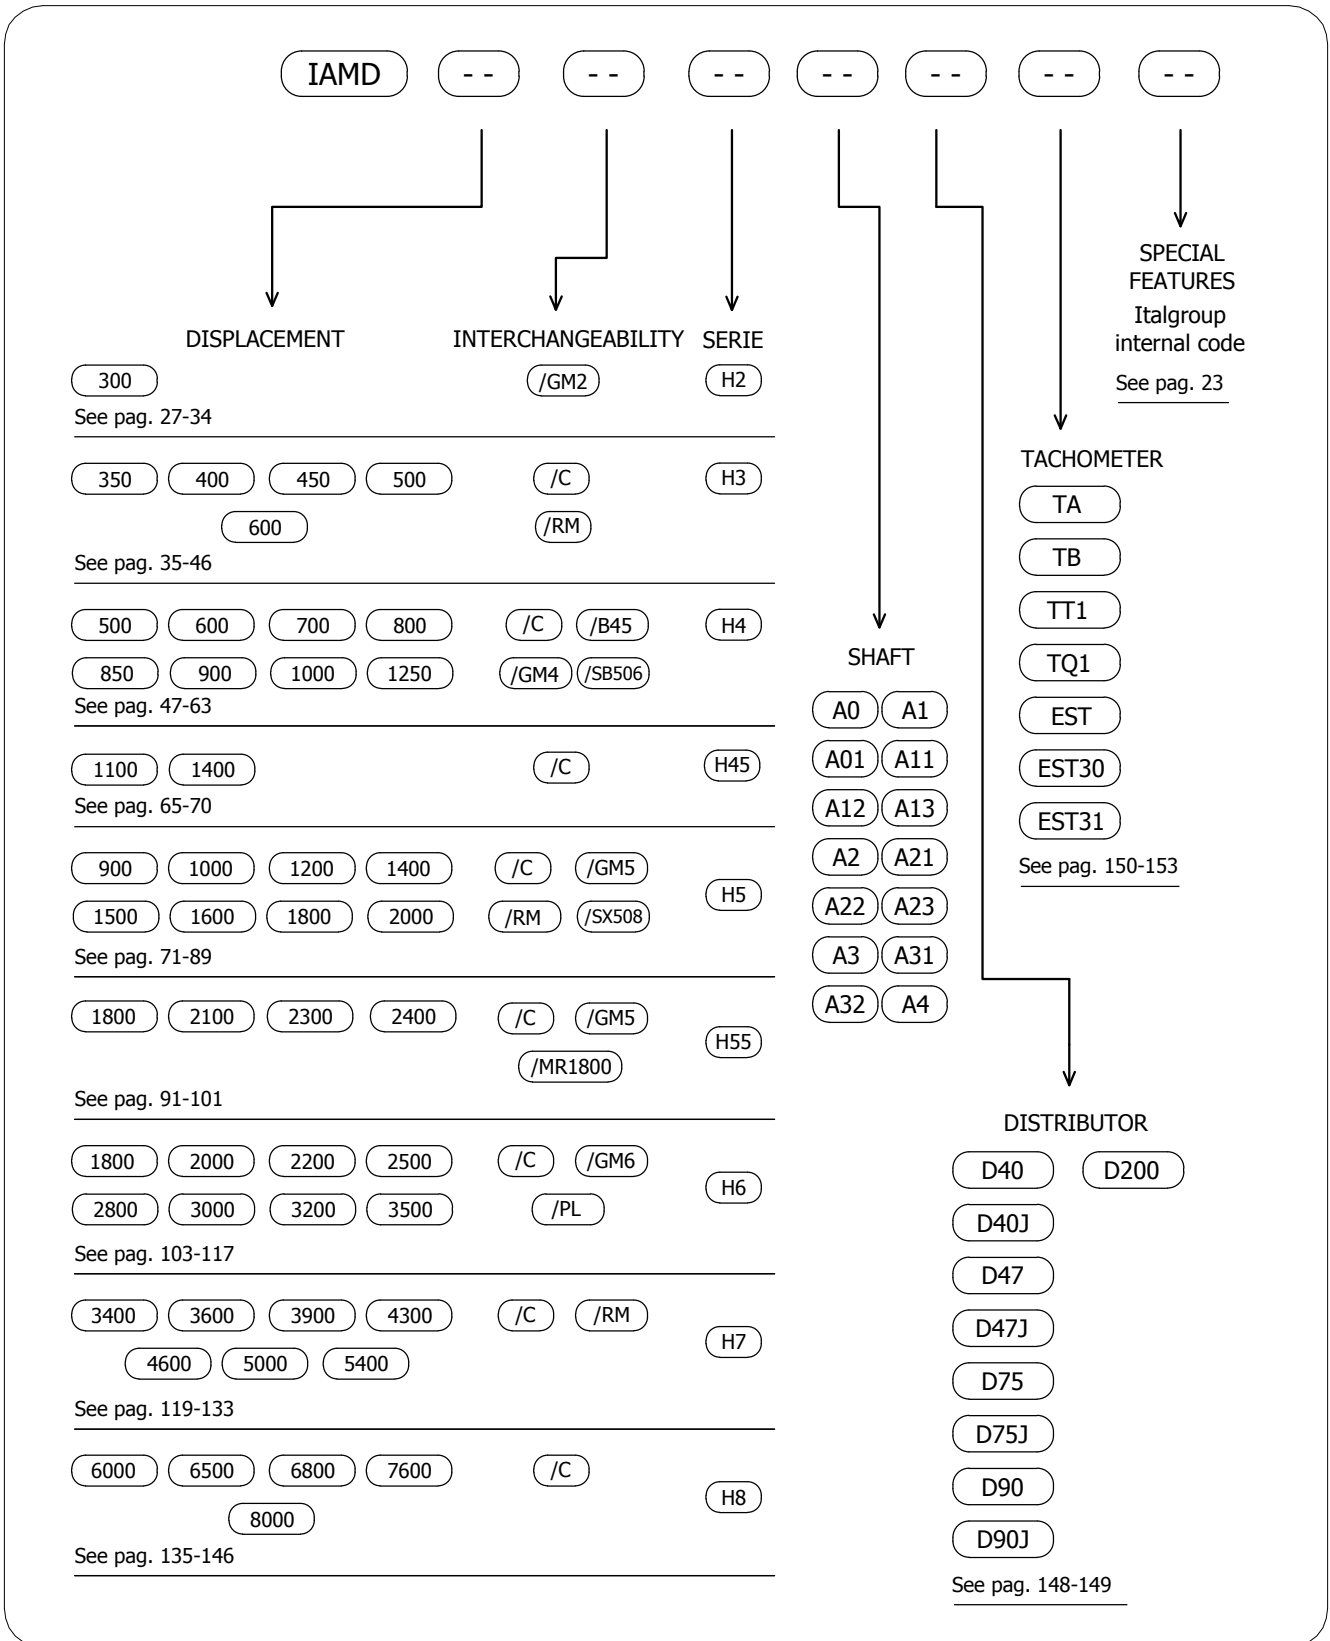 IAMD -- -- -- -- -- -- --
SPECIAL
FEATURES
Italgroup
internal code
See pag. 23
DISPLACEMENT INTERCHANGEABILITY SERIE
300 /GM2 H2
See pag. 27-34
350 400 450 500 /C H3
600 /RM
See pag. 35-46
500 600 700 800 /C /B45 H4
850 900 1000 1250 /GM4 /SB506
See pag. 47-63
1100 1400 /C H45
See pag. 65-70
900 1000 1200 1400 /C /GM5
H5
1500 1600 1800 2000 /RM /SX508
See pag. 71-89
1800 2100 2300 2400 /C /GM5
H55
/MR1800
See pag. 91-101
1800 2000 2200 2500 /C /GM6
H6
2800 3000 3200 3500 /PL
See pag. 103-117
3400 3600 3900 4300 /C /RM
H7
4600 5000 5400
See pag. 119-133
6000 6500 6800 7600 /C
H8
8000
See pag. 135-146
SHAFT
A0 A1
A01 A11
A12 A13
A2 A21
A22 A23
A3 A31
A32 A4
TACHOMETER
TA
TB
TT1
TQ1
EST
EST30
EST31
See pag. 150-153
DISTRIBUTOR
D40 D200
D40J
D47
D47J
D75
D75J
D90
D90J
See pag. 148-149